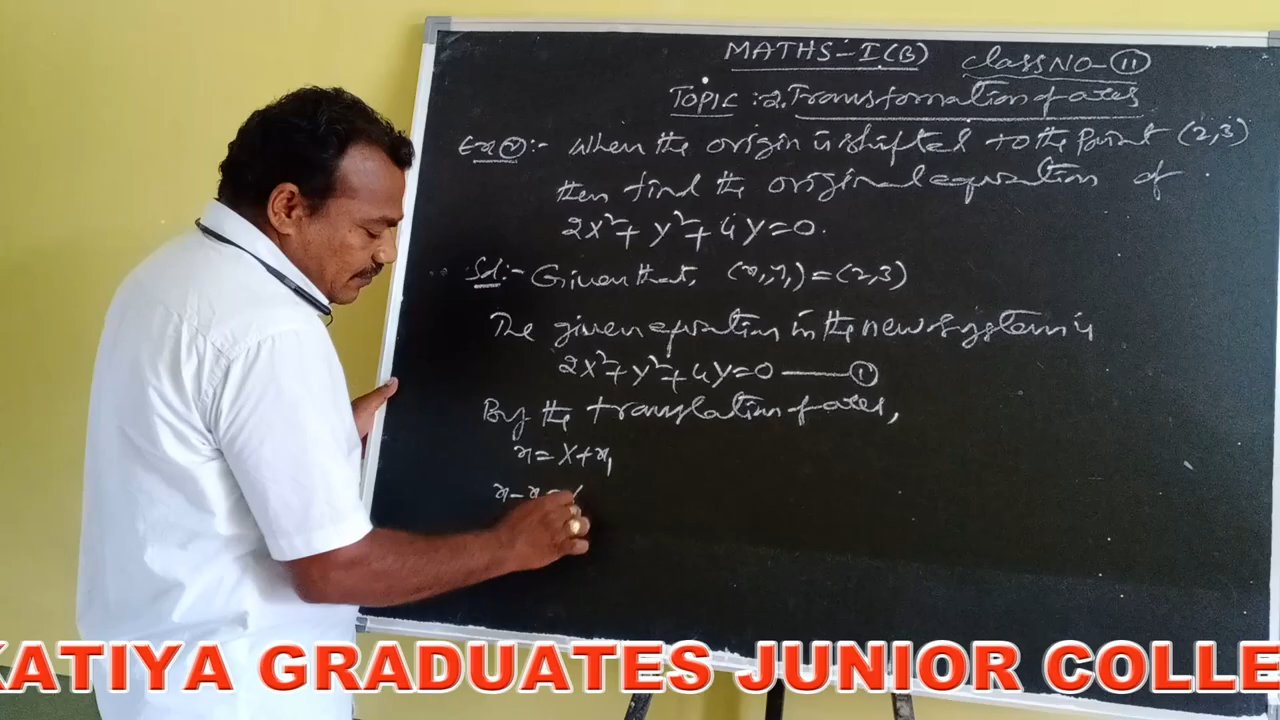 MATHS-I(B) Class NO-⑪
TOPIC :2.Transformation of axes
Ex②:- When the origin is shifted to the Point (2,3)
then find the original equation of
2X²+Y²+4Y=0.
Sol:- Given that, (x₁,y₁)=(2,3)
The given equation in the new system is
2X²+Y²+4Y=0 —— ①
By the translation of axes,
x=X+x₁
x-x
KATIYA GRADUATES JUNIOR COLLE